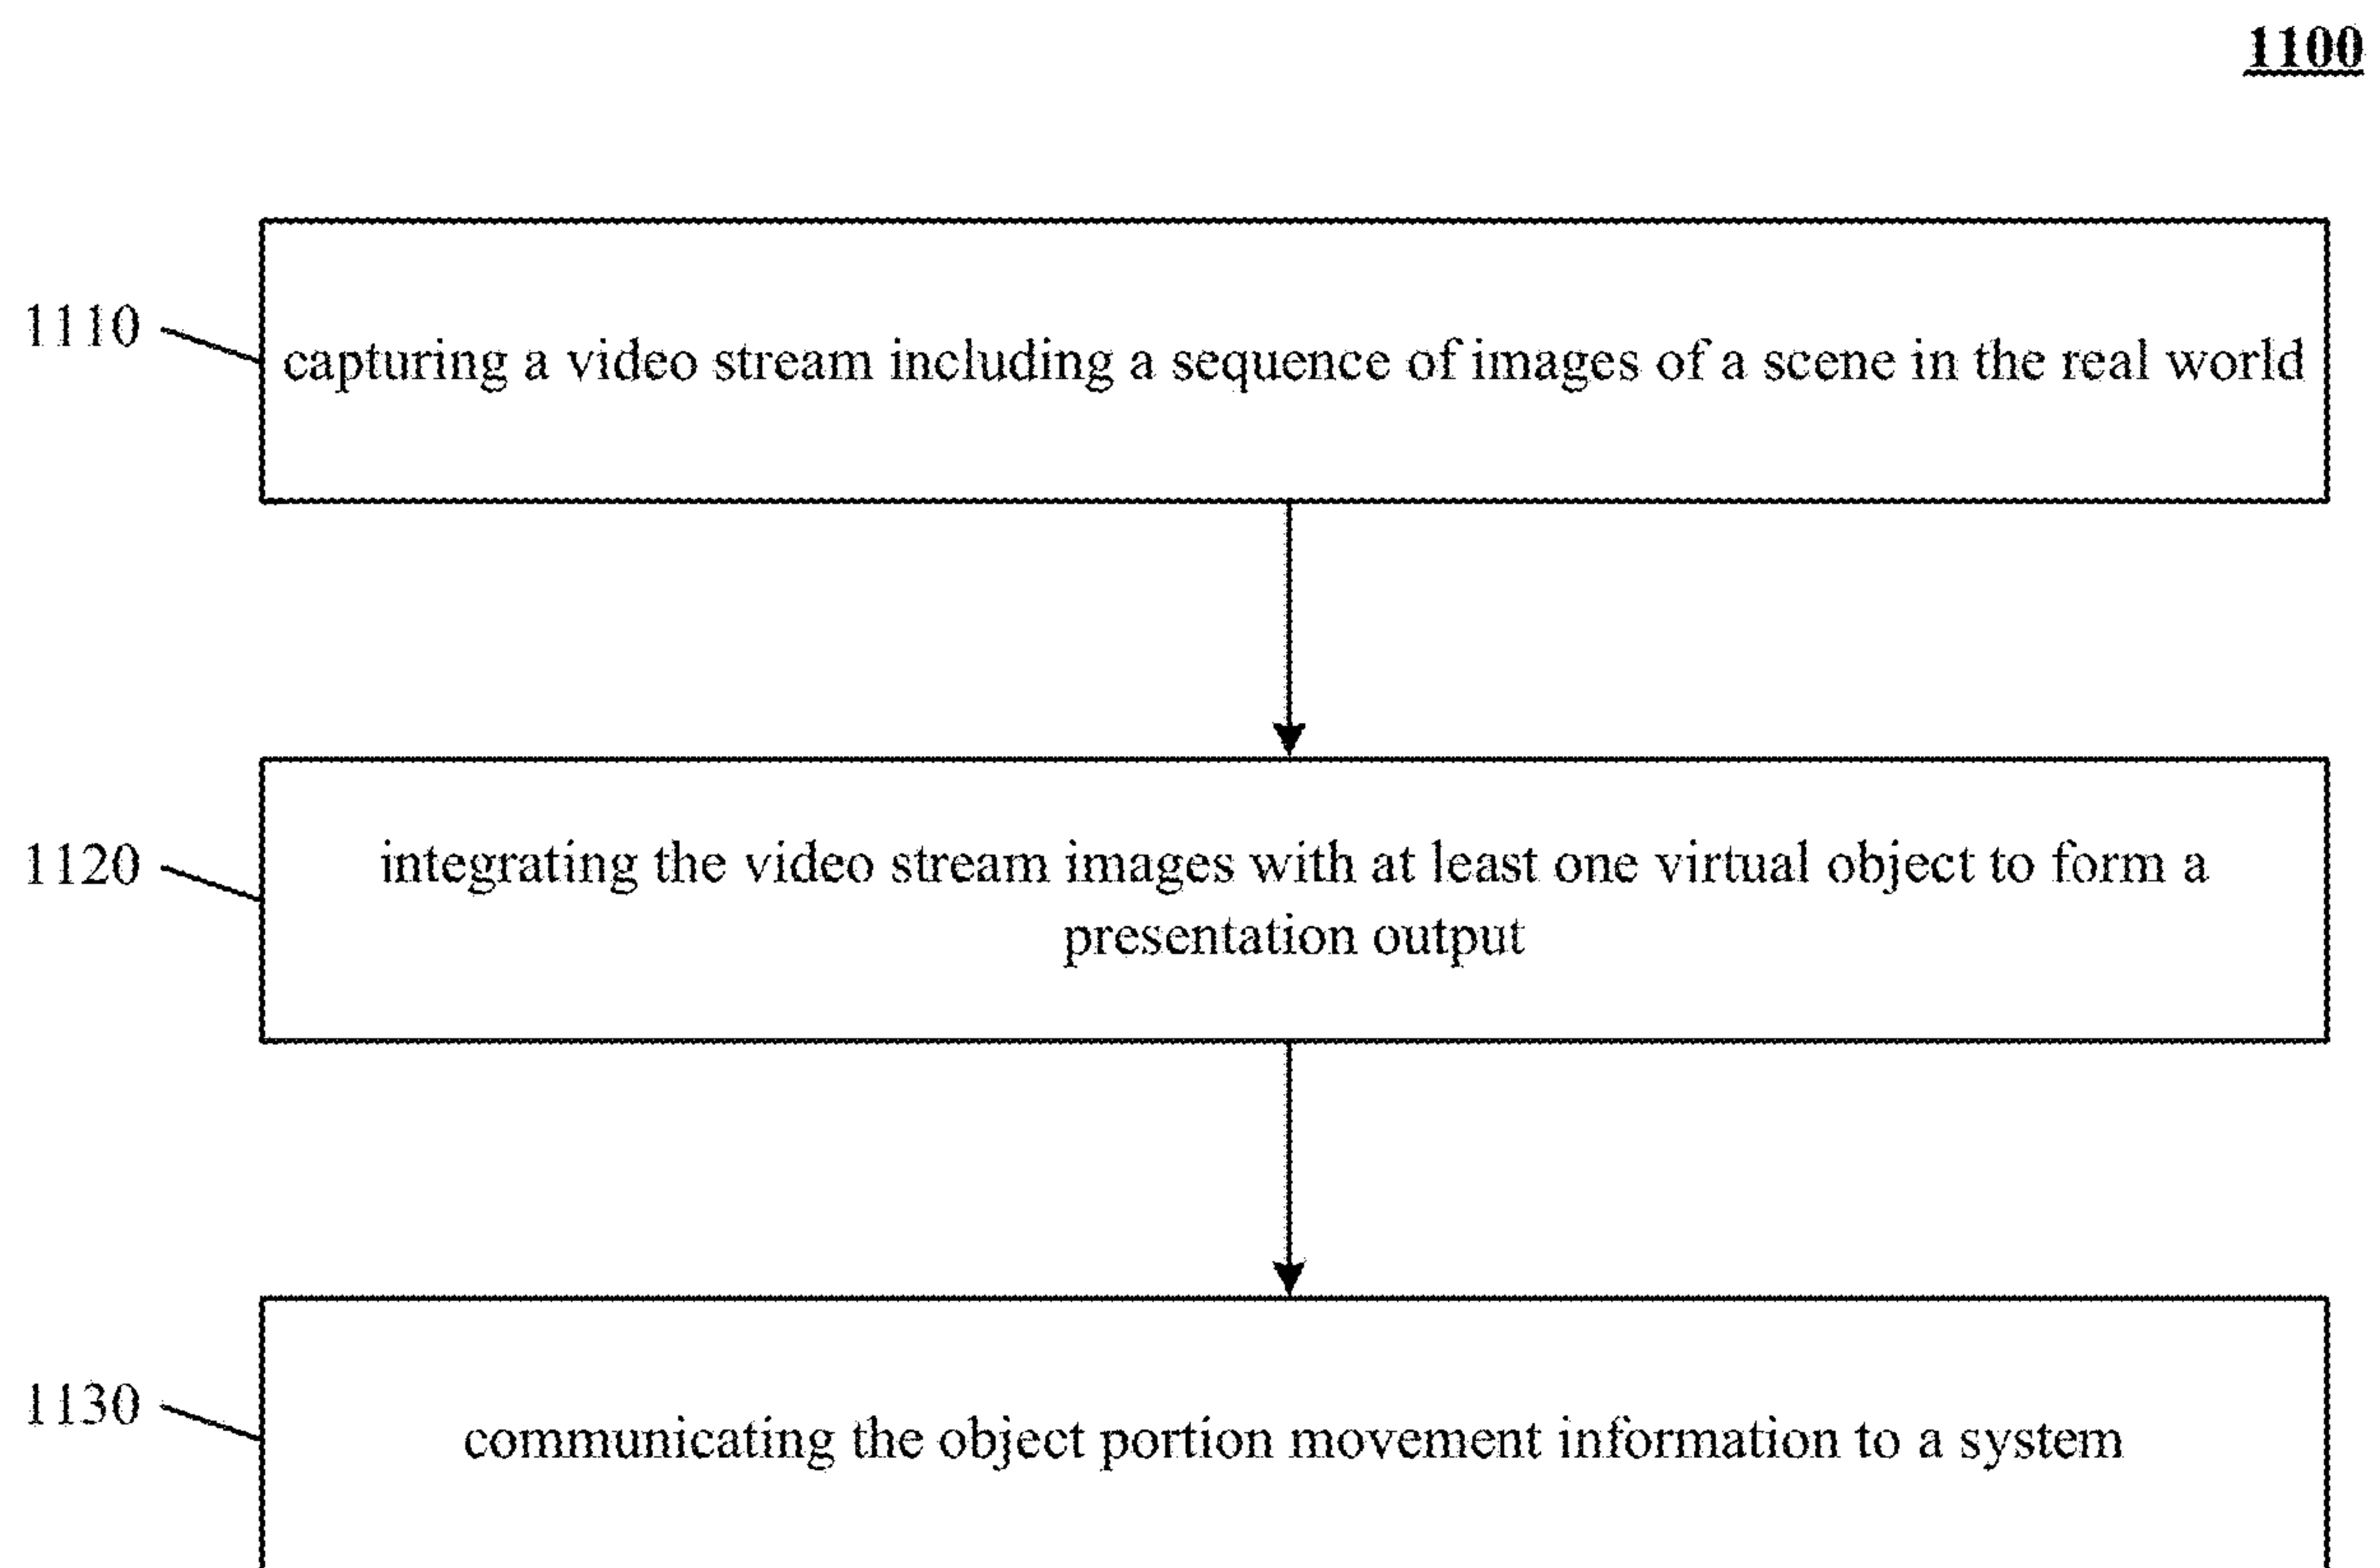 1100
1110
capturing a video stream including a sequence of images of a scene in the real world
1120
integrating the video stream images with at least one virtual object to form a
presentation output
1130
communicating the object portion movement information to a system